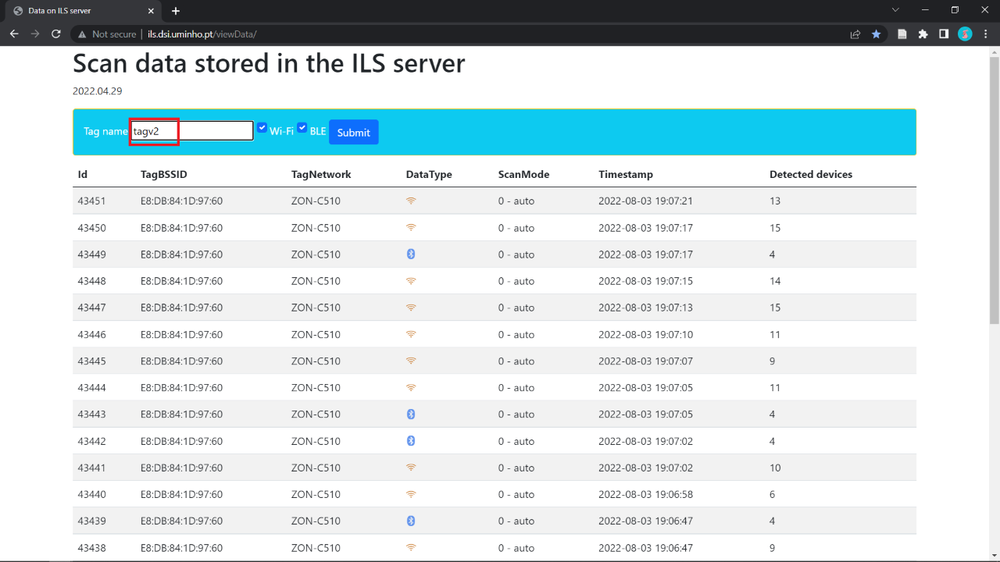 Data on ILS server
Not secure | ils.dsi.uminho.pt/viewData/
Scan data stored in the ILS server
2022.04.29
Tag name tagv2 Wi-Fi BLE Submit
Id TagBSSID TagNetwork DataType ScanMode Timestamp Detected devices
43451 E8:DB:84:1D:97:60 ZON-C510 0 - auto 2022-08-03 19:07:21 13
43450 E8:DB:84:1D:97:60 ZON-C510 0 - auto 2022-08-03 19:07:17 15
43449 E8:DB:84:1D:97:60 ZON-C510 0 - auto 2022-08-03 19:07:17 4
43448 E8:DB:84:1D:97:60 ZON-C510 0 - auto 2022-08-03 19:07:15 14
43447 E8:DB:84:1D:97:60 ZON-C510 0 - auto 2022-08-03 19:07:13 15
43446 E8:DB:84:1D:97:60 ZON-C510 0 - auto 2022-08-03 19:07:10 11
43445 E8:DB:84:1D:97:60 ZON-C510 0 - auto 2022-08-03 19:07:07 9
43444 E8:DB:84:1D:97:60 ZON-C510 0 - auto 2022-08-03 19:07:05 11
43443 E8:DB:84:1D:97:60 ZON-C510 0 - auto 2022-08-03 19:07:05 4
43442 E8:DB:84:1D:97:60 ZON-C510 0 - auto 2022-08-03 19:07:02 4
43441 E8:DB:84:1D:97:60 ZON-C510 0 - auto 2022-08-03 19:07:02 10
43440 E8:DB:84:1D:97:60 ZON-C510 0 - auto 2022-08-03 19:06:58 6
43439 E8:DB:84:1D:97:60 ZON-C510 0 - auto 2022-08-03 19:06:47 4
43438 E8:DB:84:1D:97:60 ZON-C510 0 - auto 2022-08-03 19:06:47 9